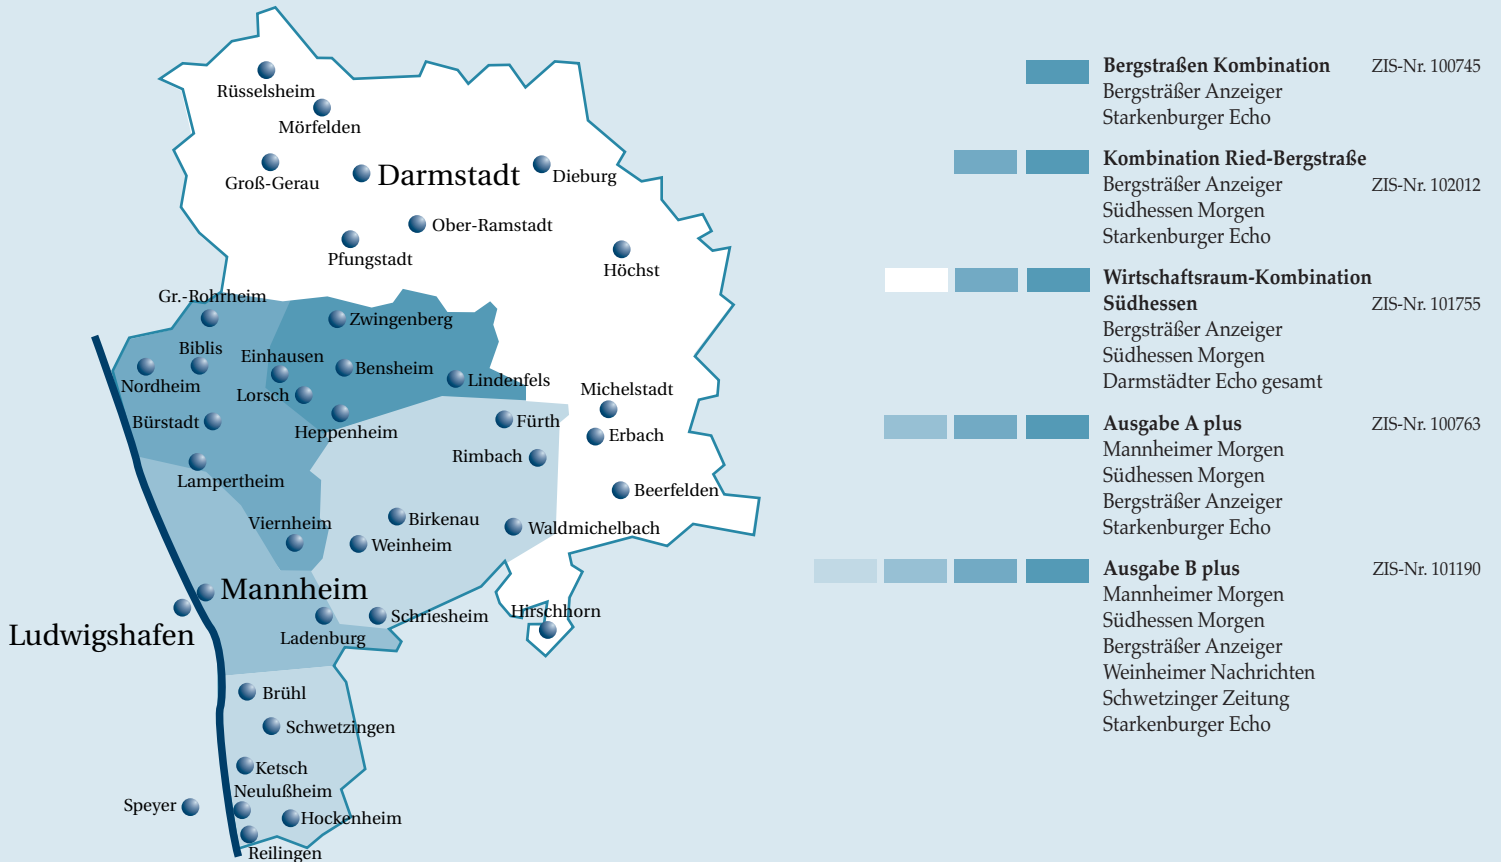 Rüsselsheim
Mörfelden
Groß-Gerau
Darmstadt
Dieburg
Ober-Ramstadt
Pfungstadt
Höchst
Gr.-Rohrheim
Zwingenberg
Biblis
Einhausen
Bensheim
Nordheim
Lindenfels
Lorsch
Michelstadt
Bürstadt
Heppenheim
Fürth
Erbach
Rimbach
Lampertheim
Beerfelden
Viernheim
Birkenau
Waldmichelbach
Weinheim
Mannheim
Ludwigshafen
Schriesheim
Hirschhorn
Ladenburg
Brühl
Schwetzingen
Ketsch
Neulußheim
Speyer
Hockenheim
Reilingen
Bergstraßen Kombination ZIS-Nr. 100745
Bergsträßer Anzeiger
Starkenburger Echo
Kombination Ried-Bergstraße
Bergsträßer Anzeiger ZIS-Nr. 102012
Südhessen Morgen
Starkenburger Echo
Wirtschaftsraum-Kombination
Südhessen ZIS-Nr. 101755
Bergsträßer Anzeiger
Südhessen Morgen
Darmstädter Echo gesamt
Ausgabe A plus ZIS-Nr. 100763
Mannheimer Morgen
Südhessen Morgen
Bergsträßer Anzeiger
Starkenburger Echo
Ausgabe B plus ZIS-Nr. 101190
Mannheimer Morgen
Südhessen Morgen
Bergsträßer Anzeiger
Weinheimer Nachrichten
Schwetzinger Zeitung
Starkenburger Echo